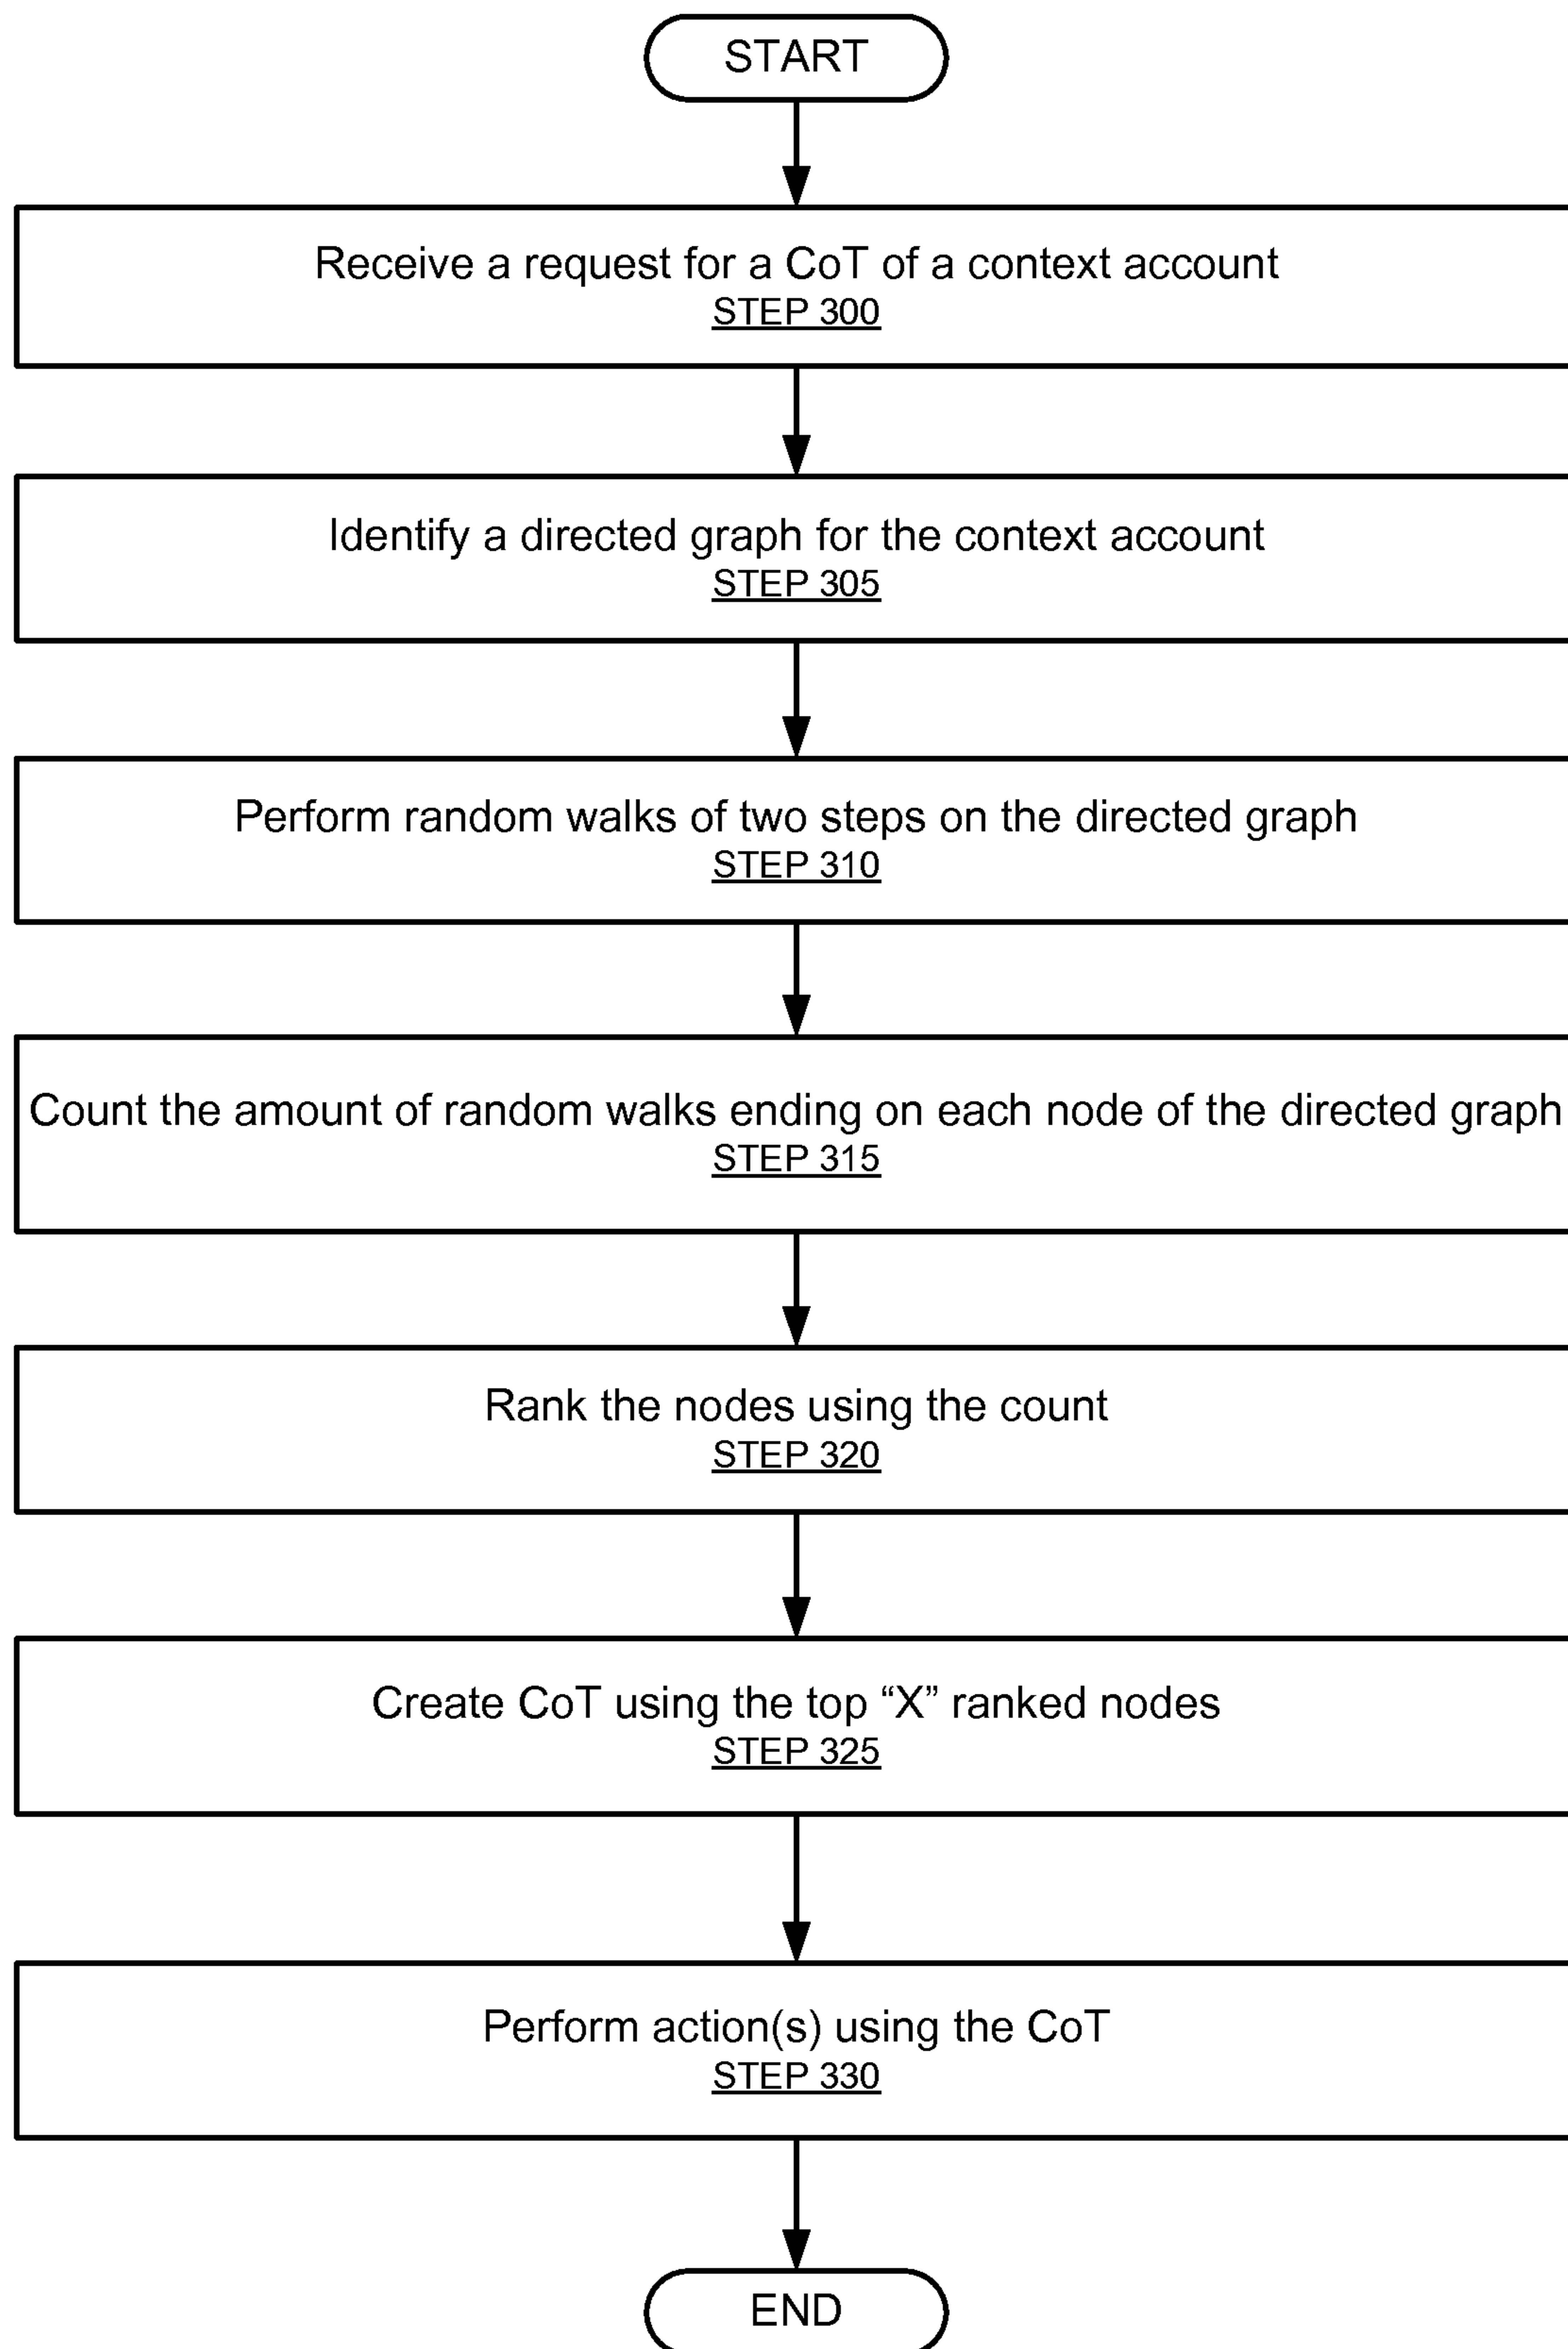 START
Receive a request for a CoT of a context account
STEP 300
Identify a directed graph for the context account
STEP 305
Perform random walks of two steps on the directed graph
STEP 310
Count the amount of random walks ending on each node of the directed graph
STEP 315
Rank the nodes using the count
STEP 320
Create CoT using the top “X” ranked nodes
STEP 325
Perform action(s) using the CoT
STEP 330
END